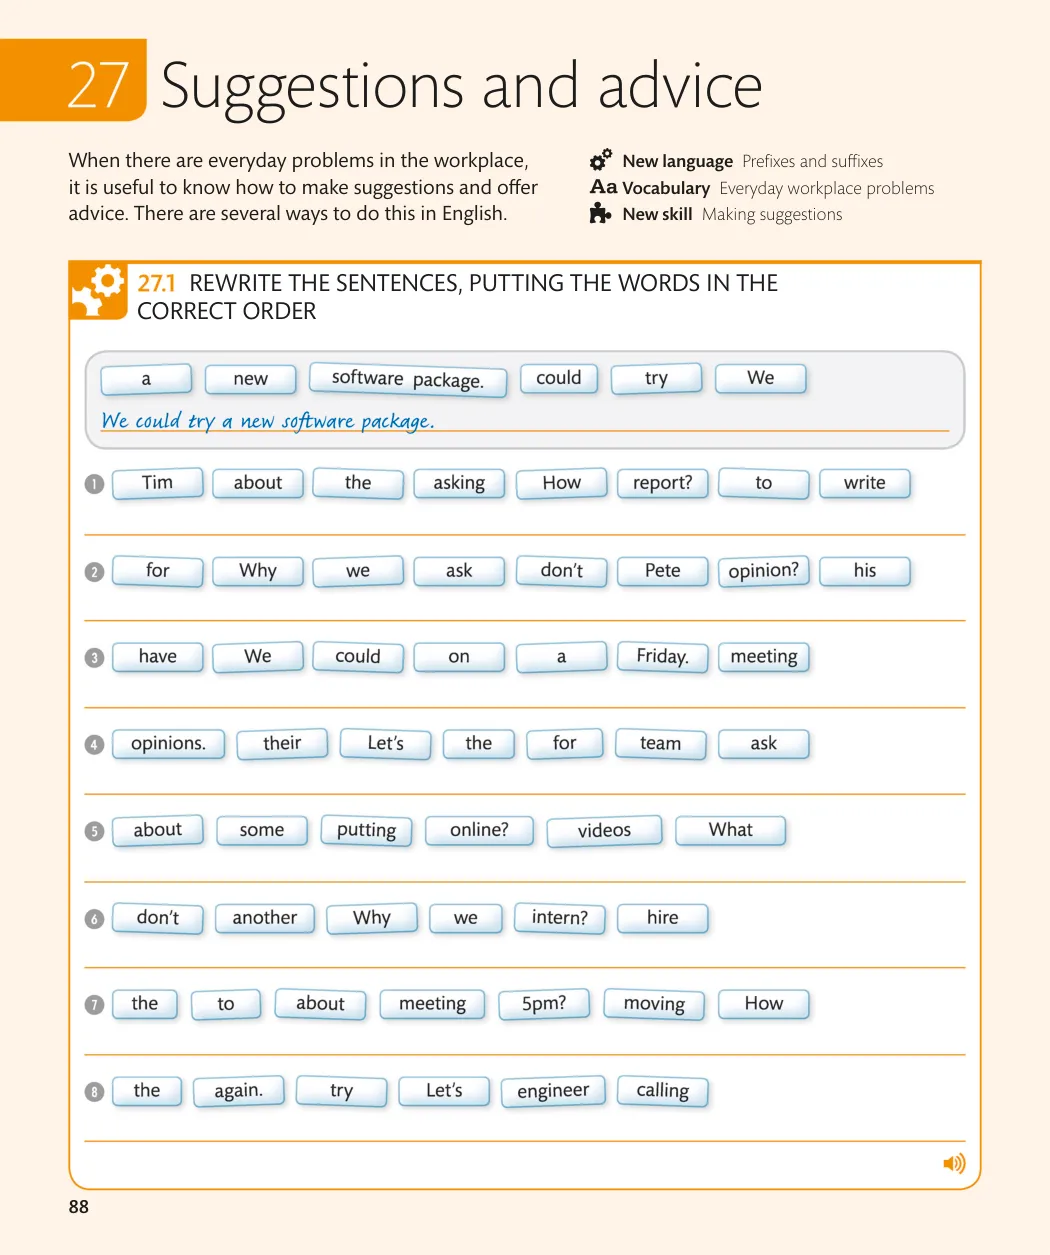 27 Suggestions and advice
When there are everyday problems in the workplace,
it is useful to know how to make suggestions and offer
advice. There are several ways to do this in English.
New language Prefixes and suffixes
Aa Vocabulary Everyday workplace problems
New skill Making suggestions
27.1 REWRITE THE SENTENCES, PUTTING THE WORDS IN THE
CORRECT ORDER
a new software package. could try We
We could try a new software package.
1 Tim about the asking How report? to write
2 for Why we ask don't Pete opinion? his
3 have We could on a Friday. meeting
4 opinions. their Let's the for team ask
5 about some putting online? videos What
6 don't another Why we intern? hire
7 the to about meeting 5pm? moving How
8 the again. try Let's engineer calling
88